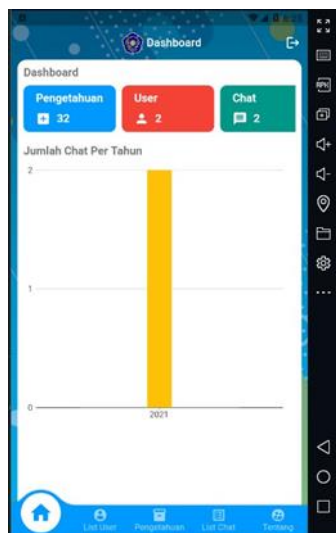 Dashboard
Dashboard
Pengetahuan
32
User
2
Chat
2
Jumlah Chat Per Tahun
2
1
0
2021
List User
Pengetahuan
List Chat
Tentang